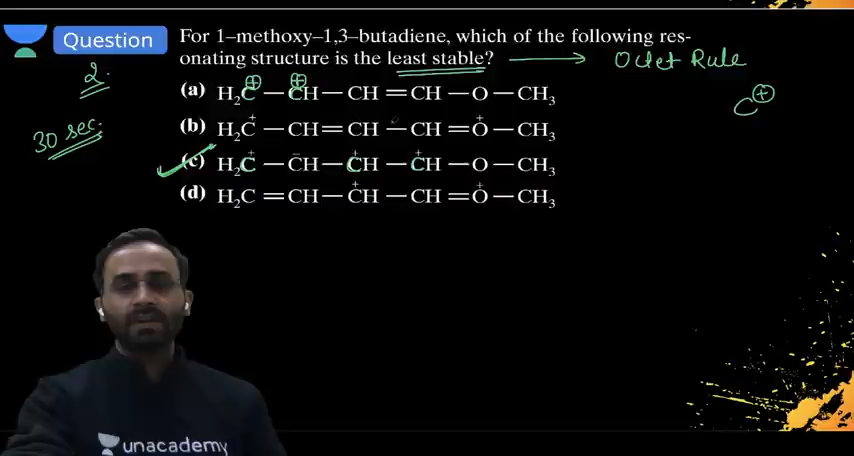 Question
For 1–methoxy–1,3–butadiene, which of the following res-
onating structure is the least stable? Octet Rule
2.
(a) H₂C⊕ — C⊕H — CH = CH — O — CH₃
C⊕
30 sec.
(b) H₂C⁺ — CH = CH — CH = O⁺ — CH₃
(c) H₂C⁺ — C⁻H — C⁺H — C⁺H — O — CH₃
(d) H₂C = CH — C⁺H — CH = O⁺ — CH₃
unacademy